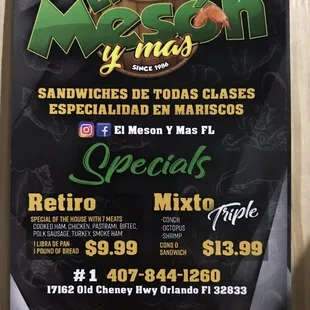 Meson
y más
SINCE 1986
SANDWICHES DE TODAS CLASES
ESPECIALIDAD EN MARISCOS
El Meson Y Mas FL
Specials
Retiro
SPECIAL OF THE HOUSE WITH 7 MEATS
COOKED HAM, CHICKEN, PASTRAMI, BIFTEC,
POLK SAUSAGE, TURKEY, SMOKE HAM
1 LIBRA DE PAN
1 POUND OF BREAD
$9.99
Mixto
Triple
-CONCH
-OCTOPUS
-SHRIMP
CONO O
SANDWICH
$13.99
#1 407-844-1260
17162 Old Cheney Hwy Orlando Fl 32833